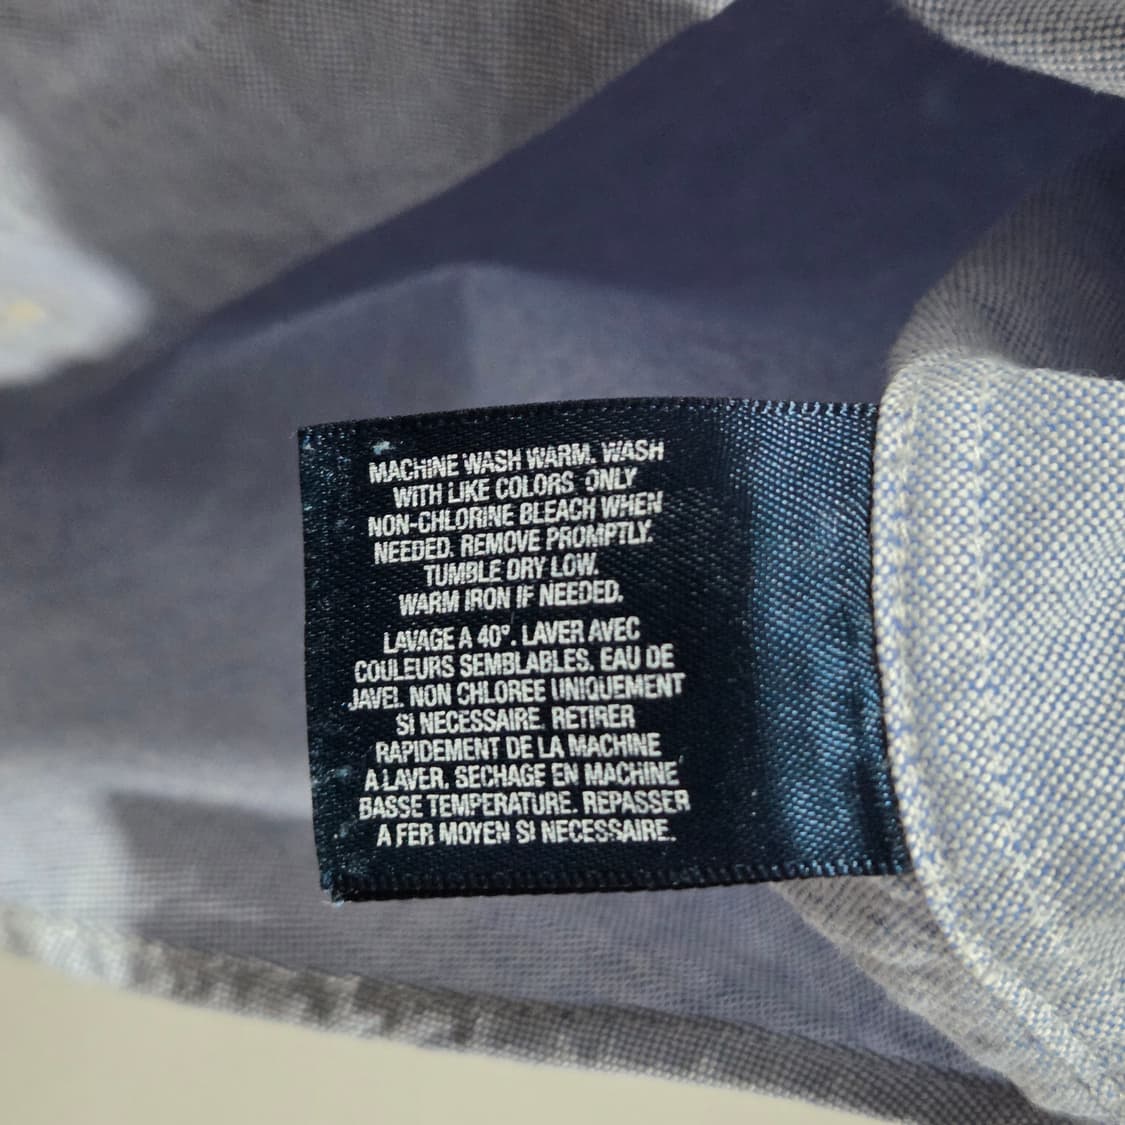 MACHINE WASH WARM. WASH
WITH LIKE COLORS ONLY
NON-CHLORINE BLEACH WHEN
NEEDED. REMOVE PROMPTLY.
TUMBLE DRY LOW.
WARM IRON IF NEEDED.
LAVAGE A 40°. LAVER AVEC
COULEURS SEMBLABLES. EAU DE
JAVEL NON CHLOREE UNIQUEMENT
SI NECESSAIRE. RETIRER
RAPIDEMENT DE LA MACHINE
A LAVER. SECHAGE EN MACHINE
BASSE TEMPERATURE. REPASSER
A FER MOYEN SI NECESSAIRE.